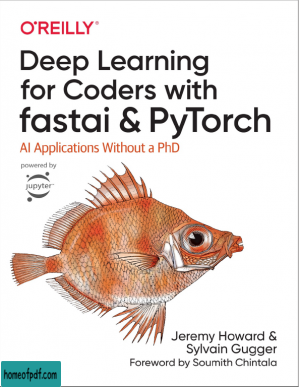 O'REILLY®
Deep Learning
for Coders with
fastai & PyTorch
AI Applications Without a PhD
powered by
jupyter
Jeremy Howard &
Sylvain Gugger
Foreword by Soumith Chintala
homeofpdf.com